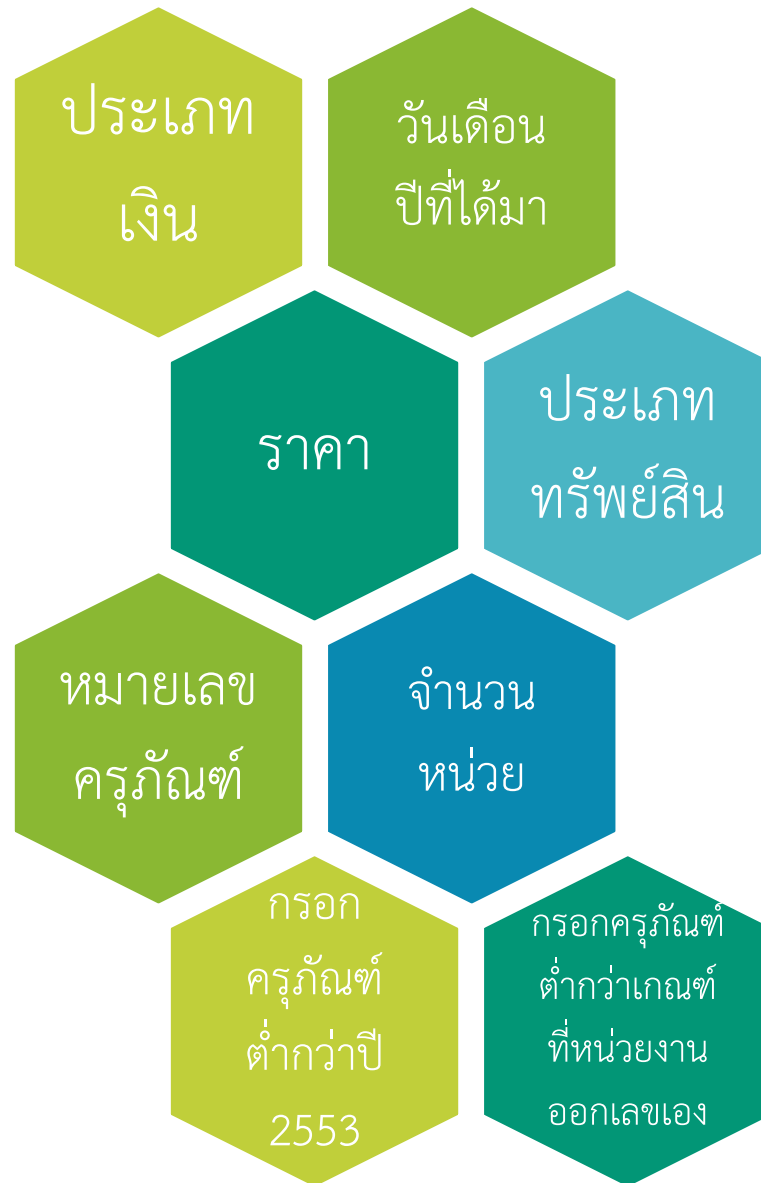 ประเภท
เงิน
วันเดือน
ปีที่ได้มา
ราคา
ประเภท
ทรัพย์สิน
หมายเลข
ครุภัณฑ์
จำนวน
หน่วย
กรอก
ครุภัณฑ์
ต่ำกว่าปี
2553
กรอกครุภัณฑ์
ต่ำกว่าเกณฑ์
ที่หน่วยงาน
ออกเลขเอง